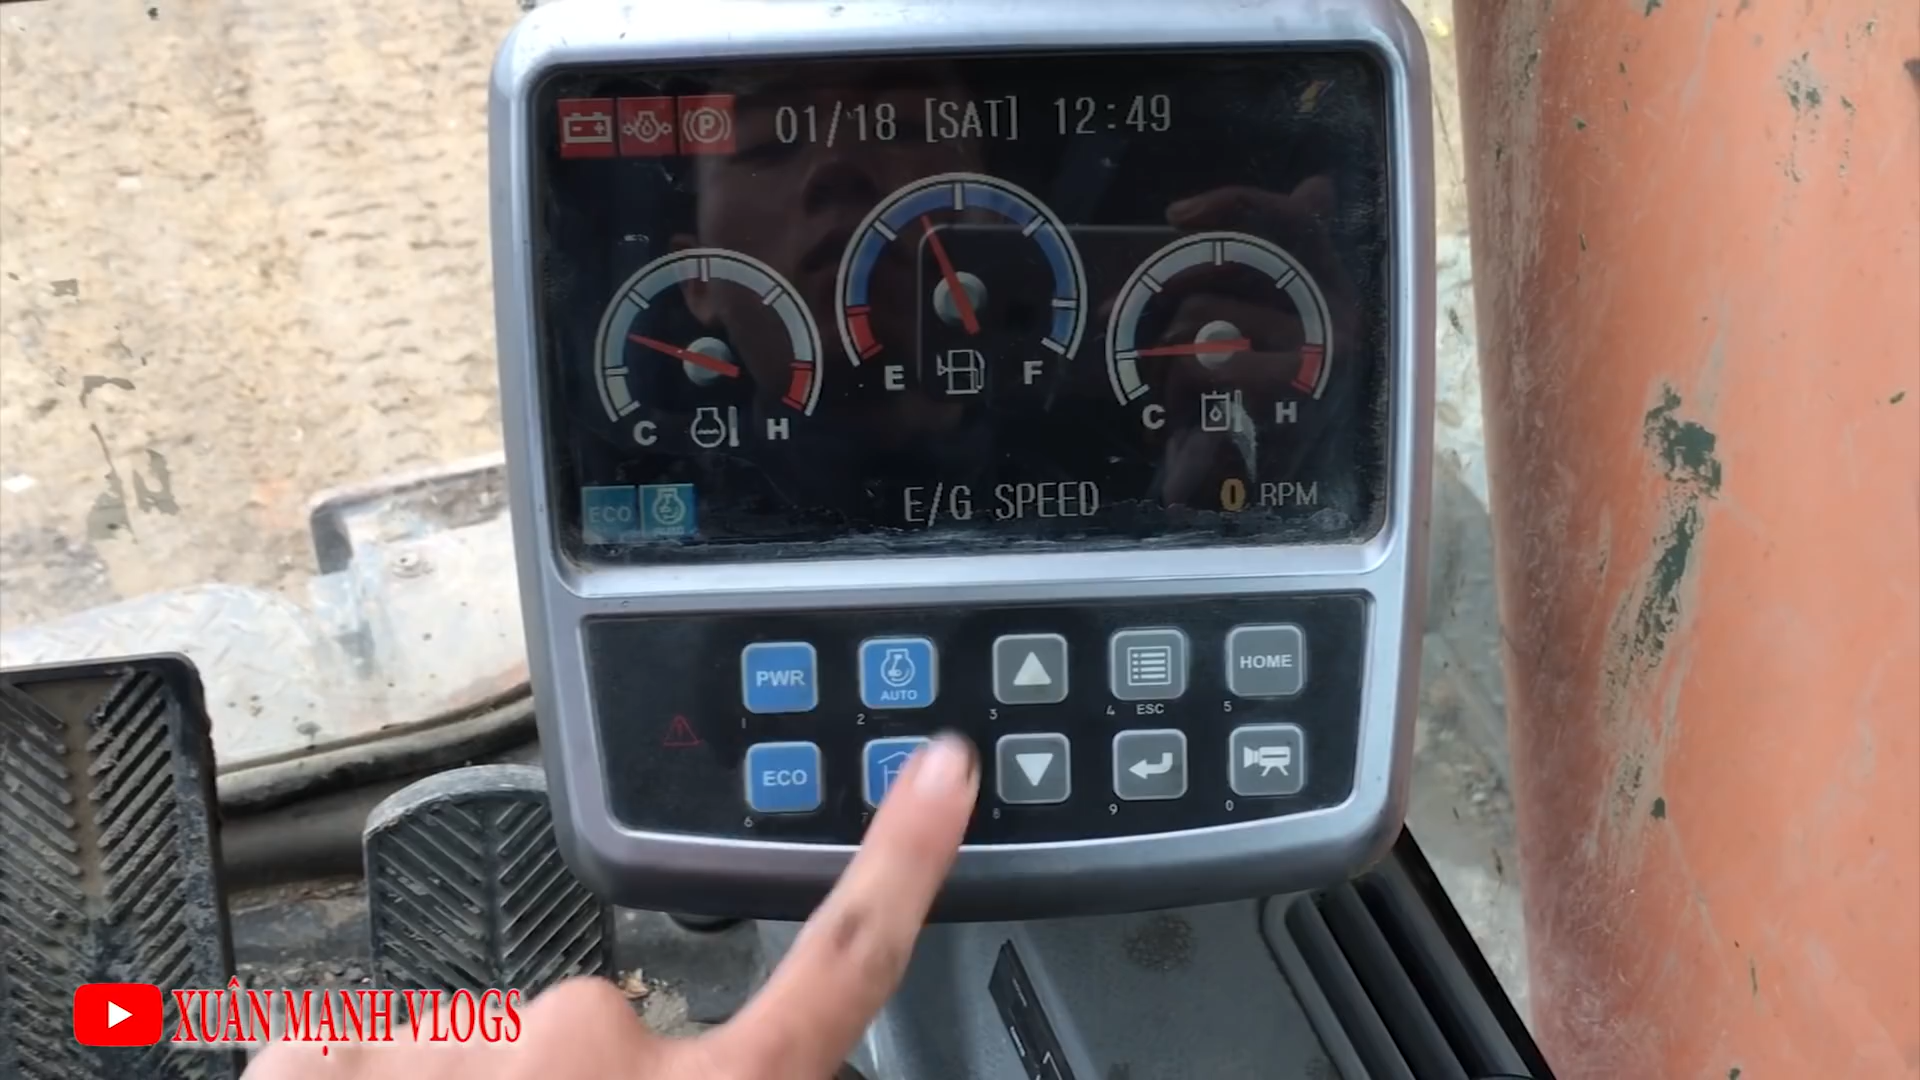 01/18 [SAT] 12:49
E F
C H
C H
ECO
E/G SPEED 0 RPM
PWR AUTO ESC HOME
1 2 3 4 5
ECO H
6 7 8 9 0
XUÂN MẠNH VLOGS